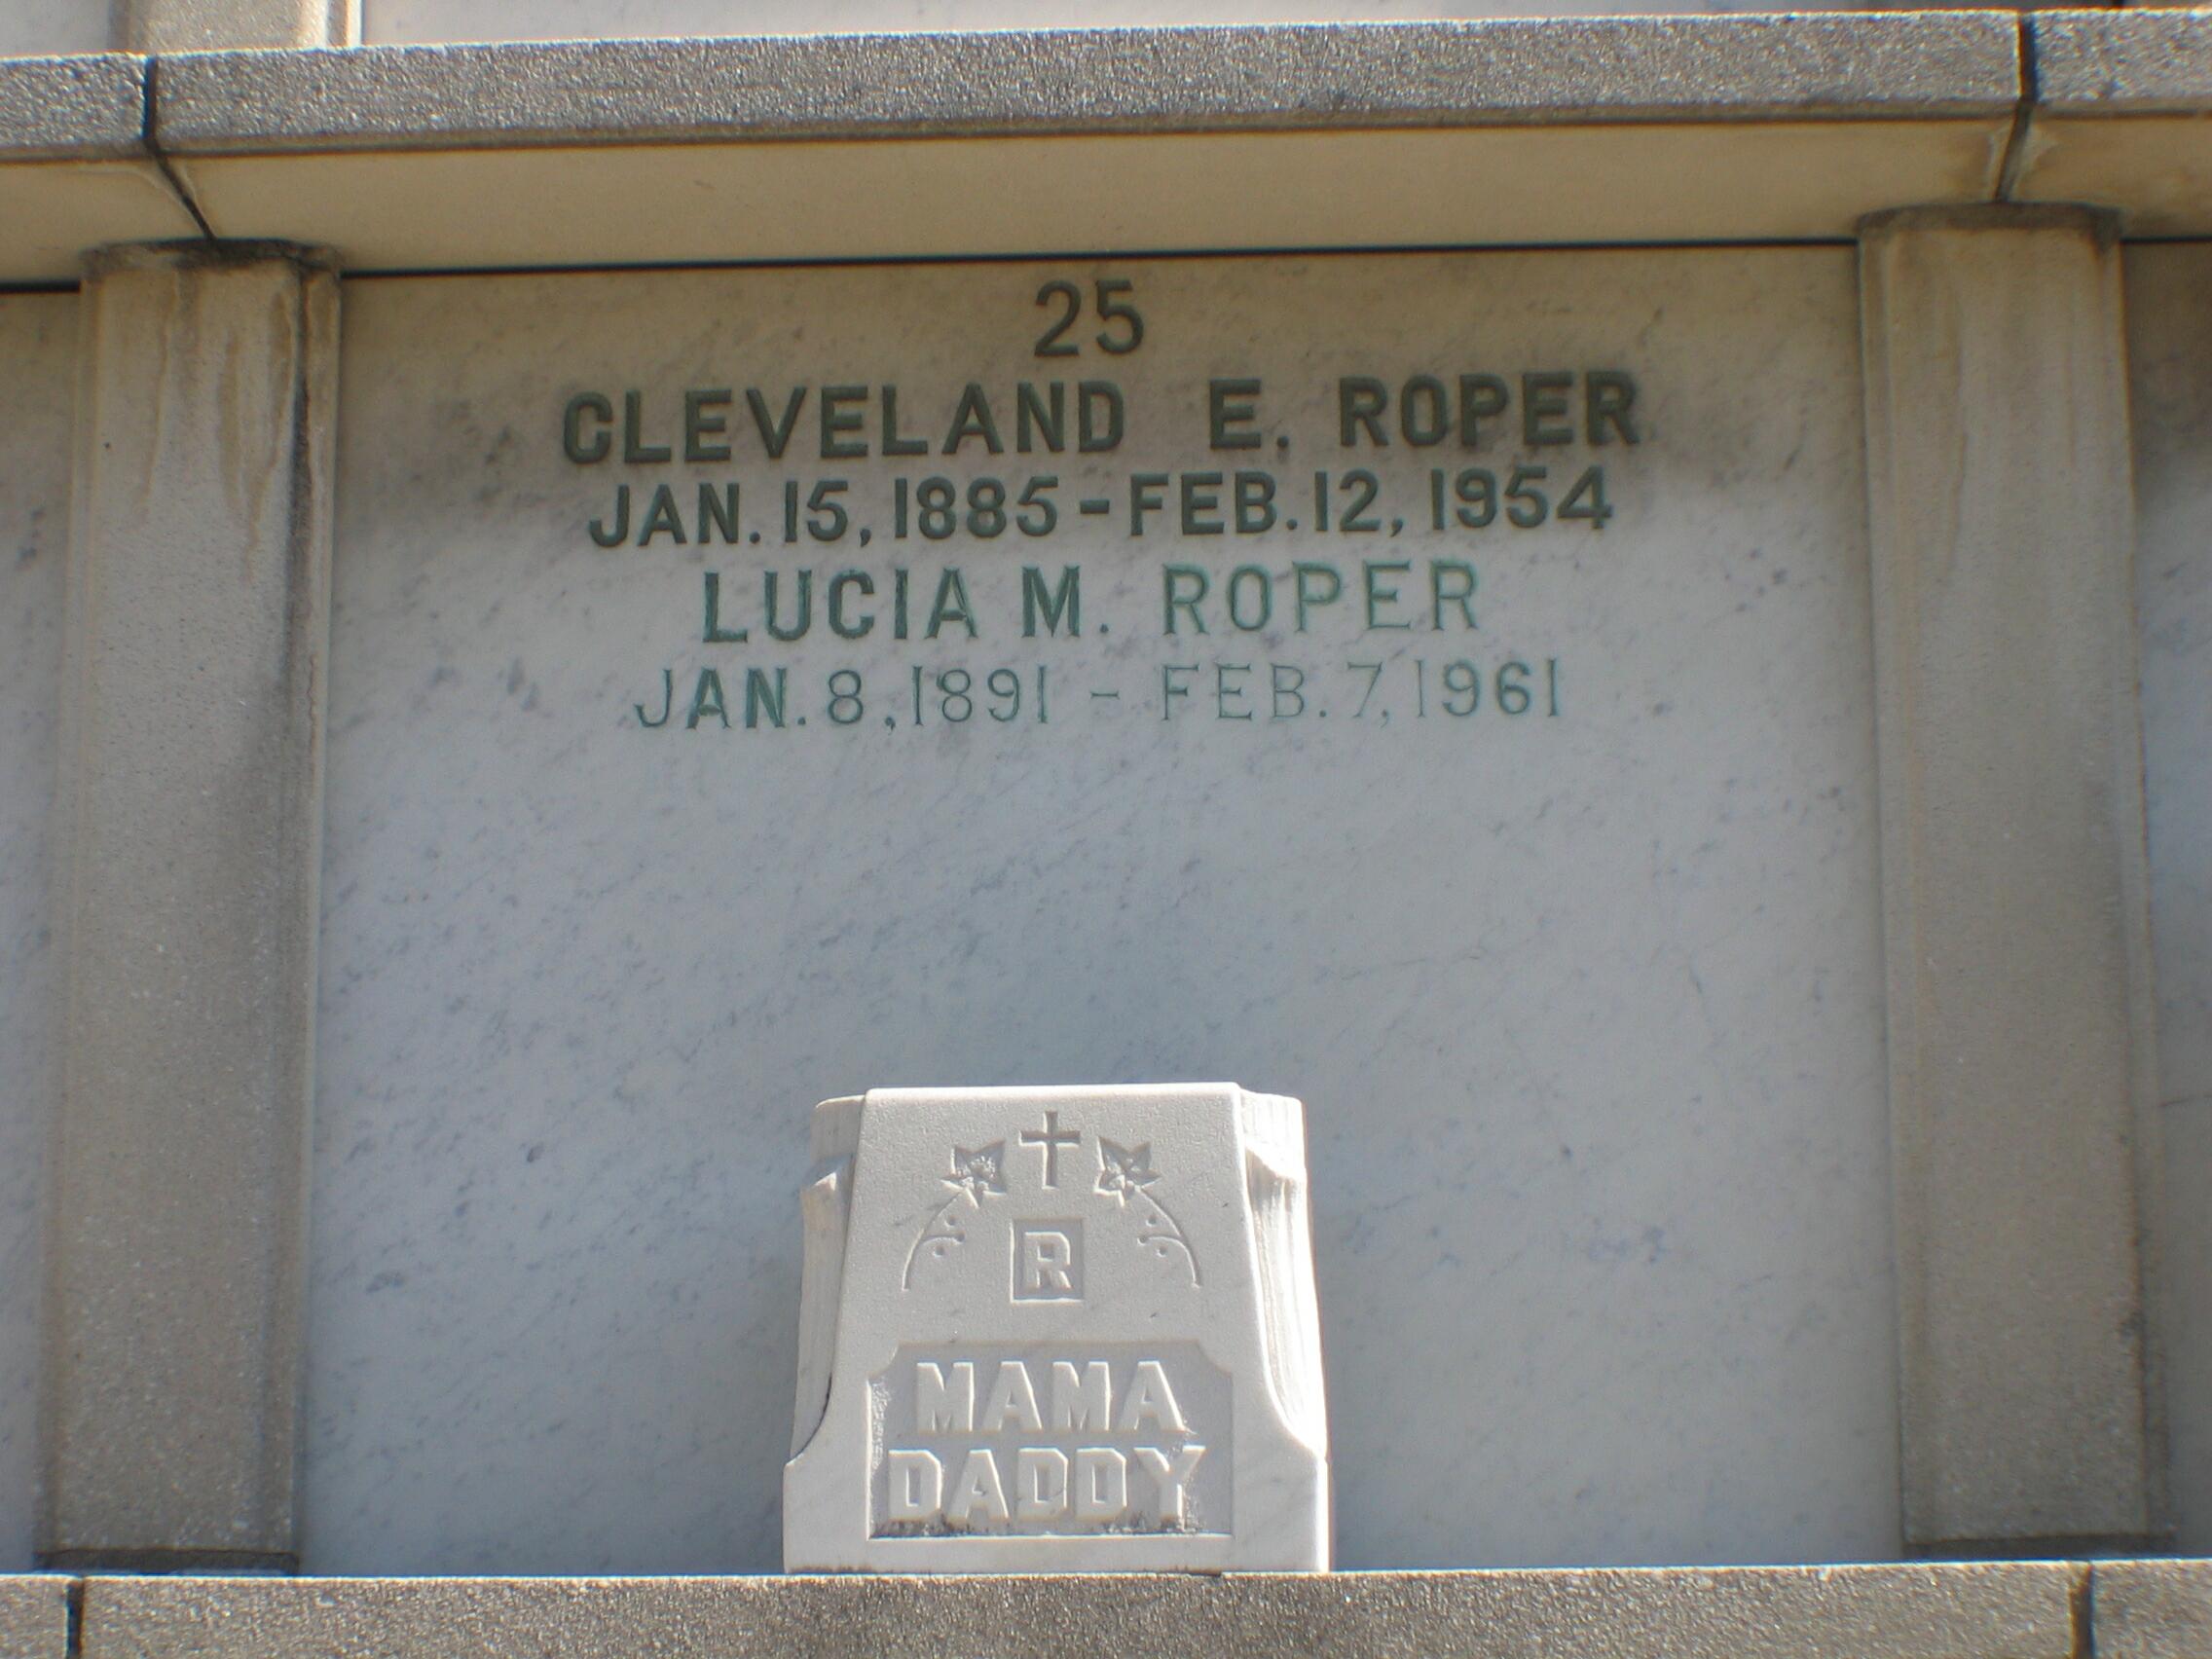 25
CLEVELAND E. ROPER
JAN. 15, 1885 - FEB. 12, 1954
LUCIA M. ROPER
JAN. 8, 1891 - FEB. 7, 1961
R
MAMA
DADDY